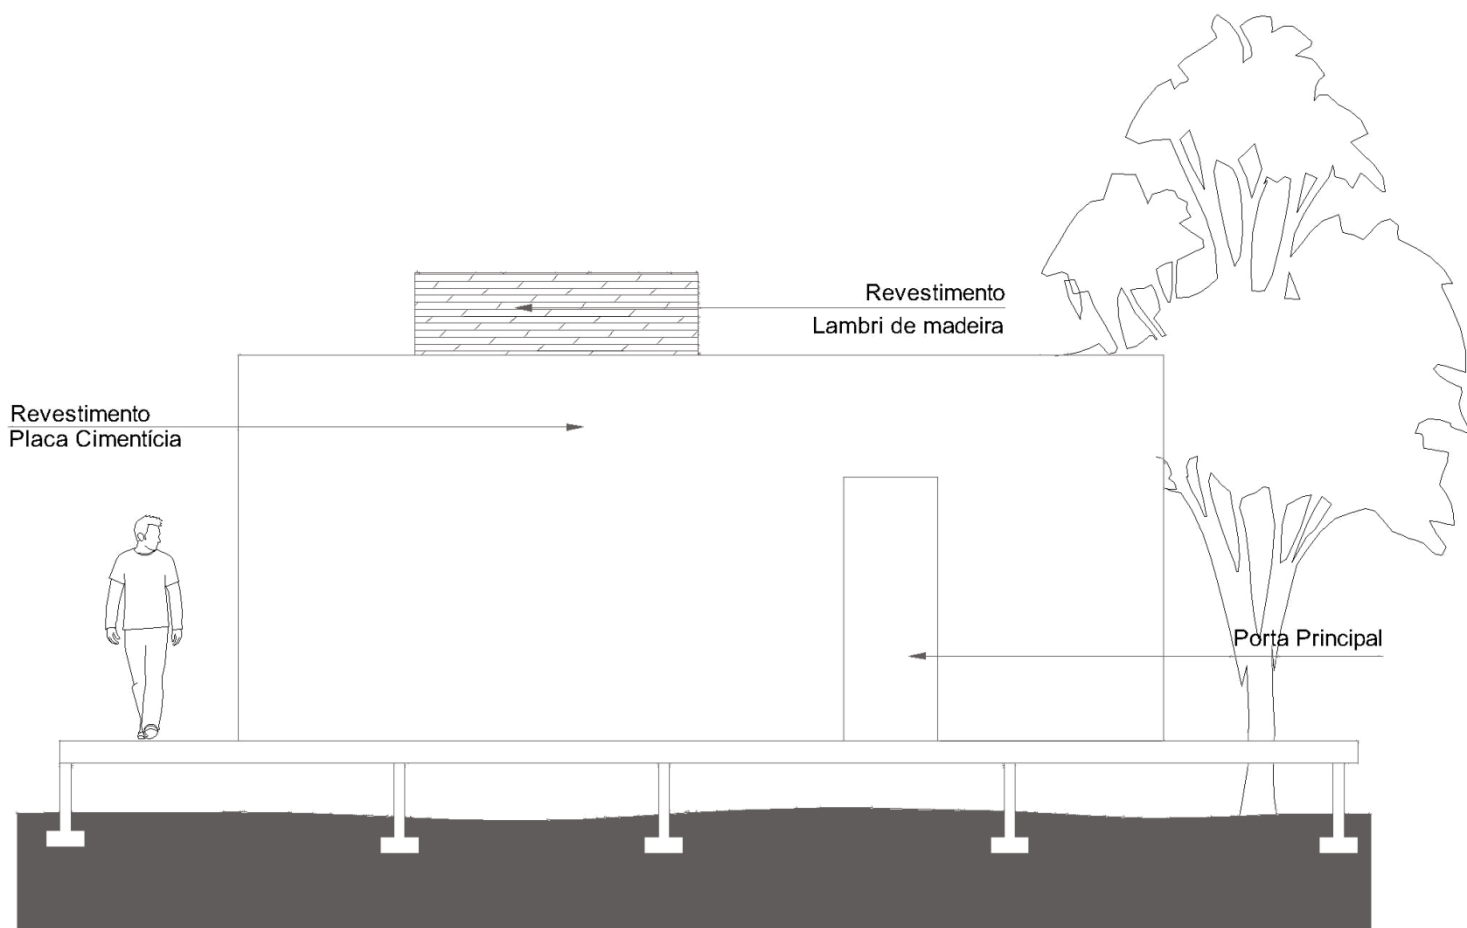 Revestimento
Lambri de madeira
Revestimento
Placa Cimentícia
Porta Principal